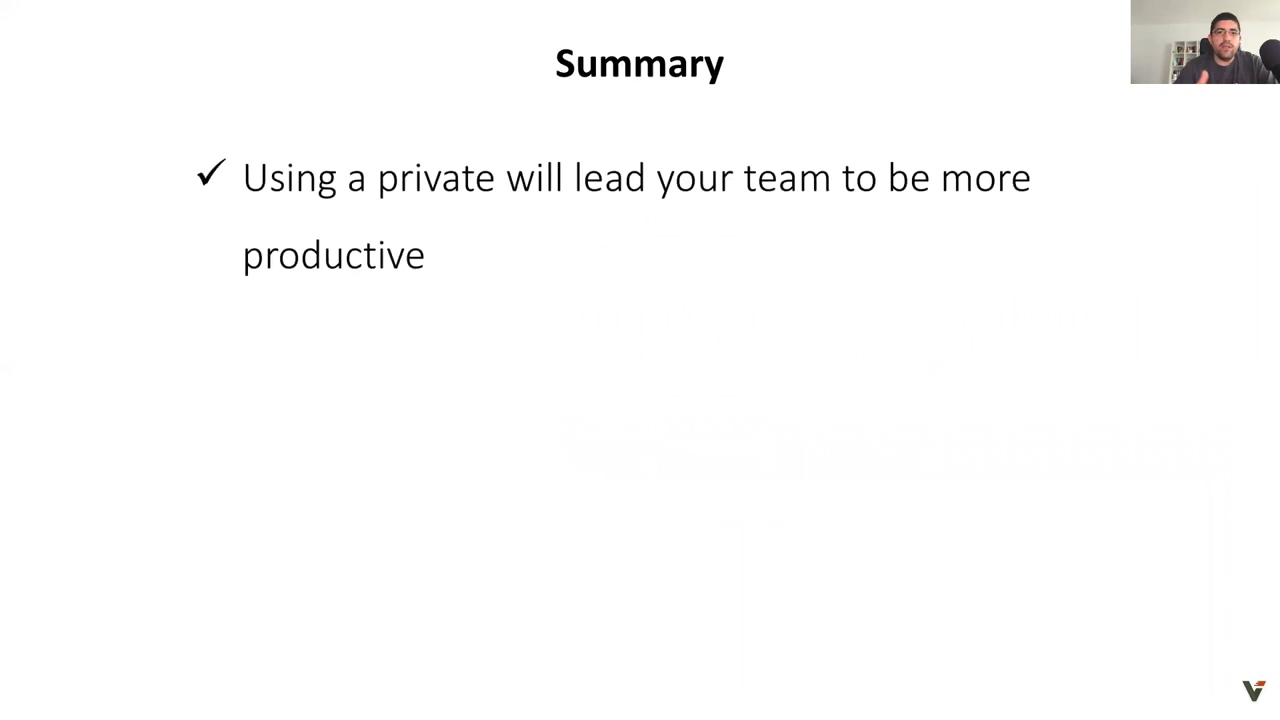 Summary
✓ Using a private will lead your team to be more
productive